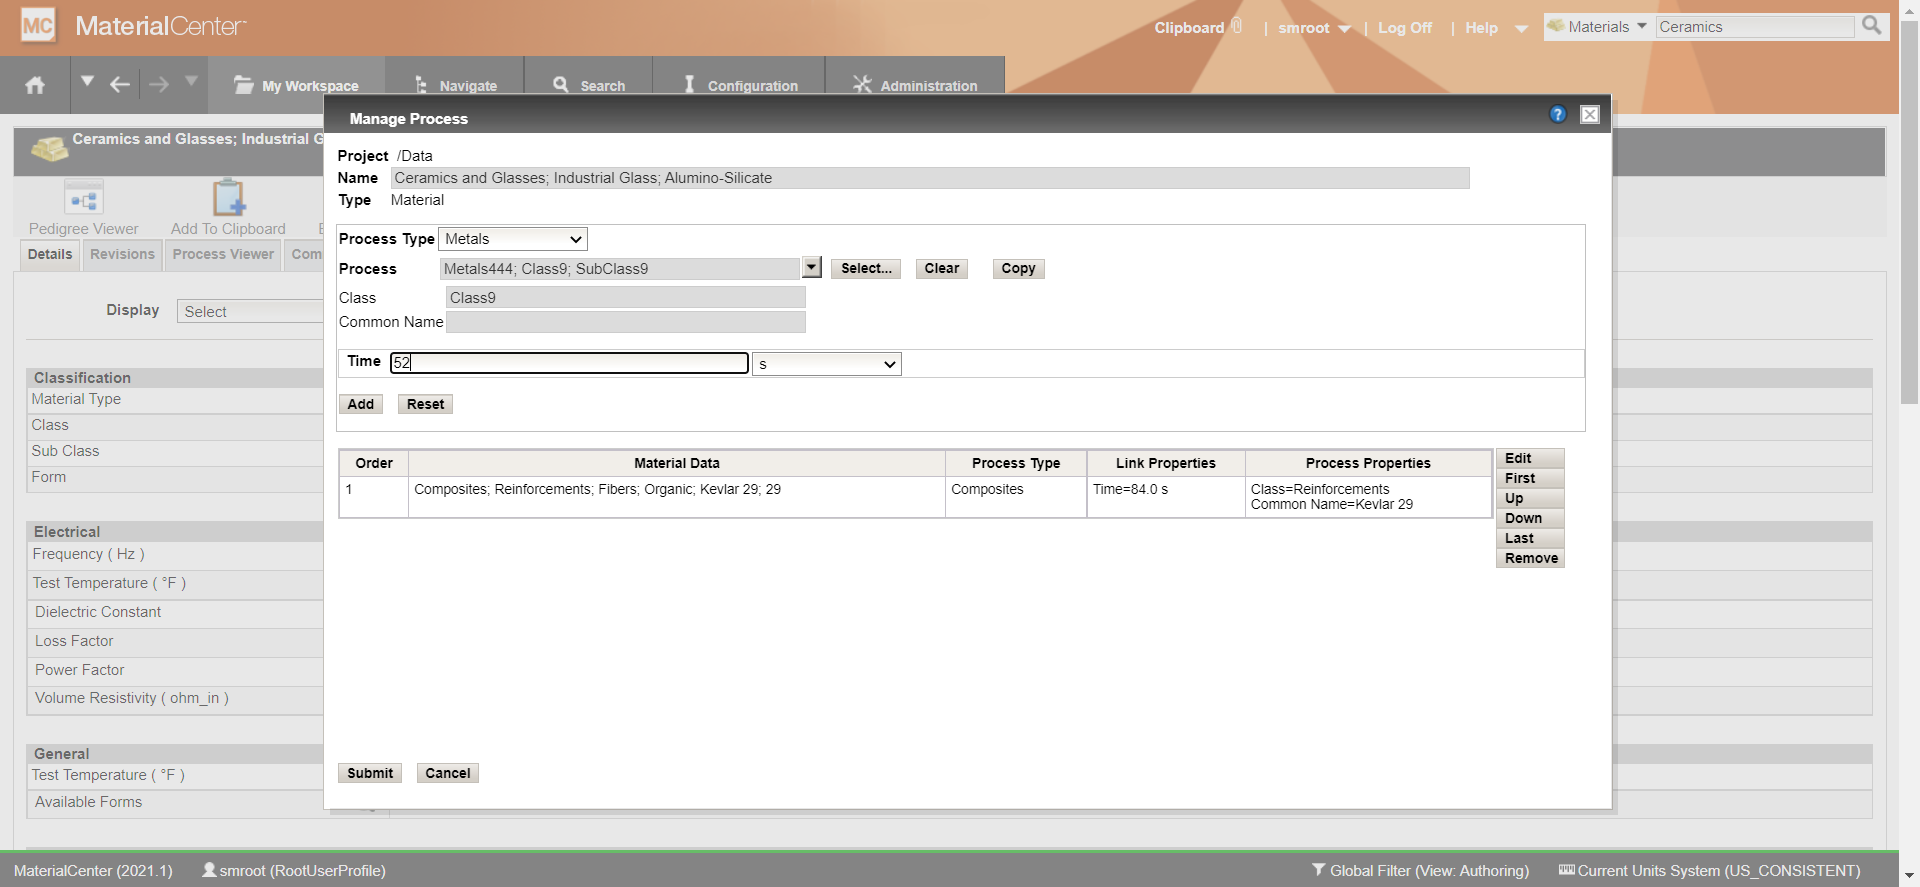 MC MaterialCenter
Clipboard | smroot | Log Off | Help Materials Ceramics
My Workspace Navigate Search Configuration Administration
Manage Process ?
Ceramics and Glasses; Industrial G
Pedigree Viewer Add To Clipboard
Details Revisions Process Viewer Com
Display Select
Classification
Material Type
Class
Sub Class
Form
Electrical
Frequency ( Hz )
Test Temperature ( °F )
Dielectric Constant
Loss Factor
Power Factor
Volume Resistivity ( ohm_in )
General
Test Temperature ( °F )
Available Forms
Project /Data
Name Ceramics and Glasses; Industrial Glass; Alumino-Silicate
Type Material
Process Type Metals
Process Metals444; Class9; SubClass9 Select... Clear Copy
Class Class9
Common Name
Time 52 s
Add Reset
Order Material Data Process Type Link Properties Process Properties
1 Composites; Reinforcements; Fibers; Organic; Kevlar 29; 29 Composites Time=84.0 s Class=Reinforcements
Common Name=Kevlar 29
Edit
First
Up
Down
Last
Remove
Submit Cancel
MaterialCenter (2021.1) smroot (RootUserProfile) Global Filter (View: Authoring) Current Units System (US_CONSISTENT)